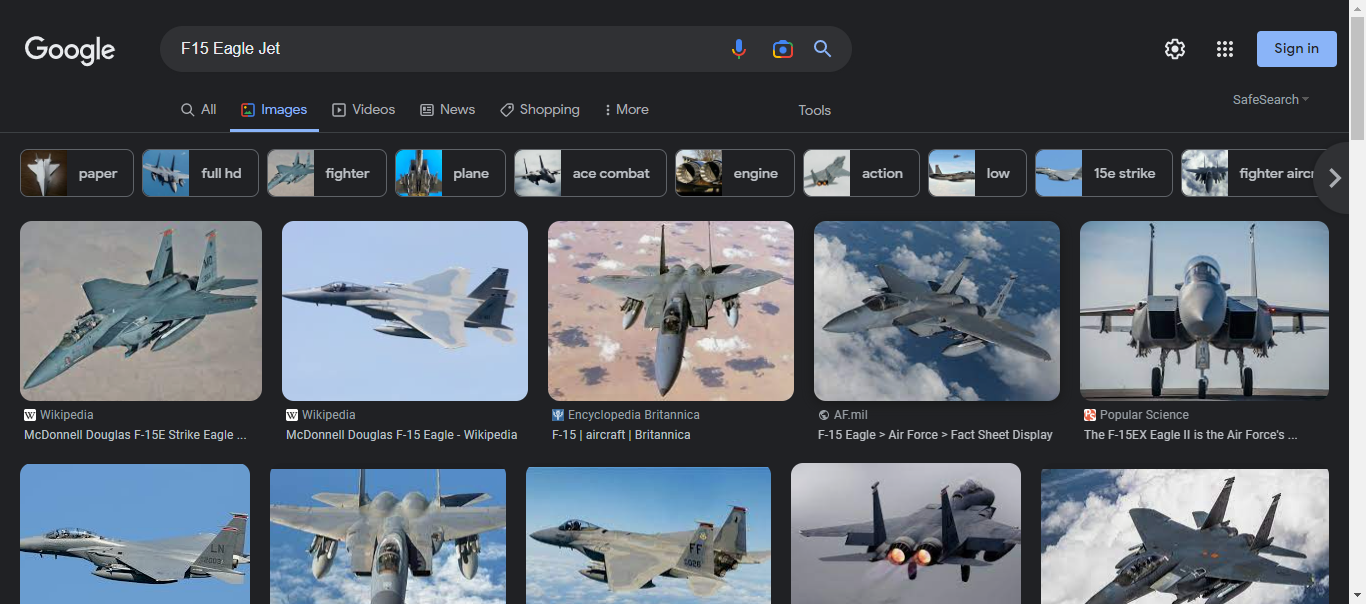 Google
F15 Eagle Jet
Sign in
All
Images
Videos
News
Shopping
More
Tools
SafeSearch
paper
full hd
fighter
plane
ace combat
engine
action
low
15e strike
fighter aircr
W Wikipedia
McDonnell Douglas F-15E Strike Eagle ...
W Wikipedia
McDonnell Douglas F-15 Eagle - Wikipedia
Encyclopedia Britannica
F-15 | aircraft | Britannica
AF.mil
F-15 Eagle > Air Force > Fact Sheet Display
Popular Science
The F-15EX Eagle II is the Air Force's ...
LN
FF